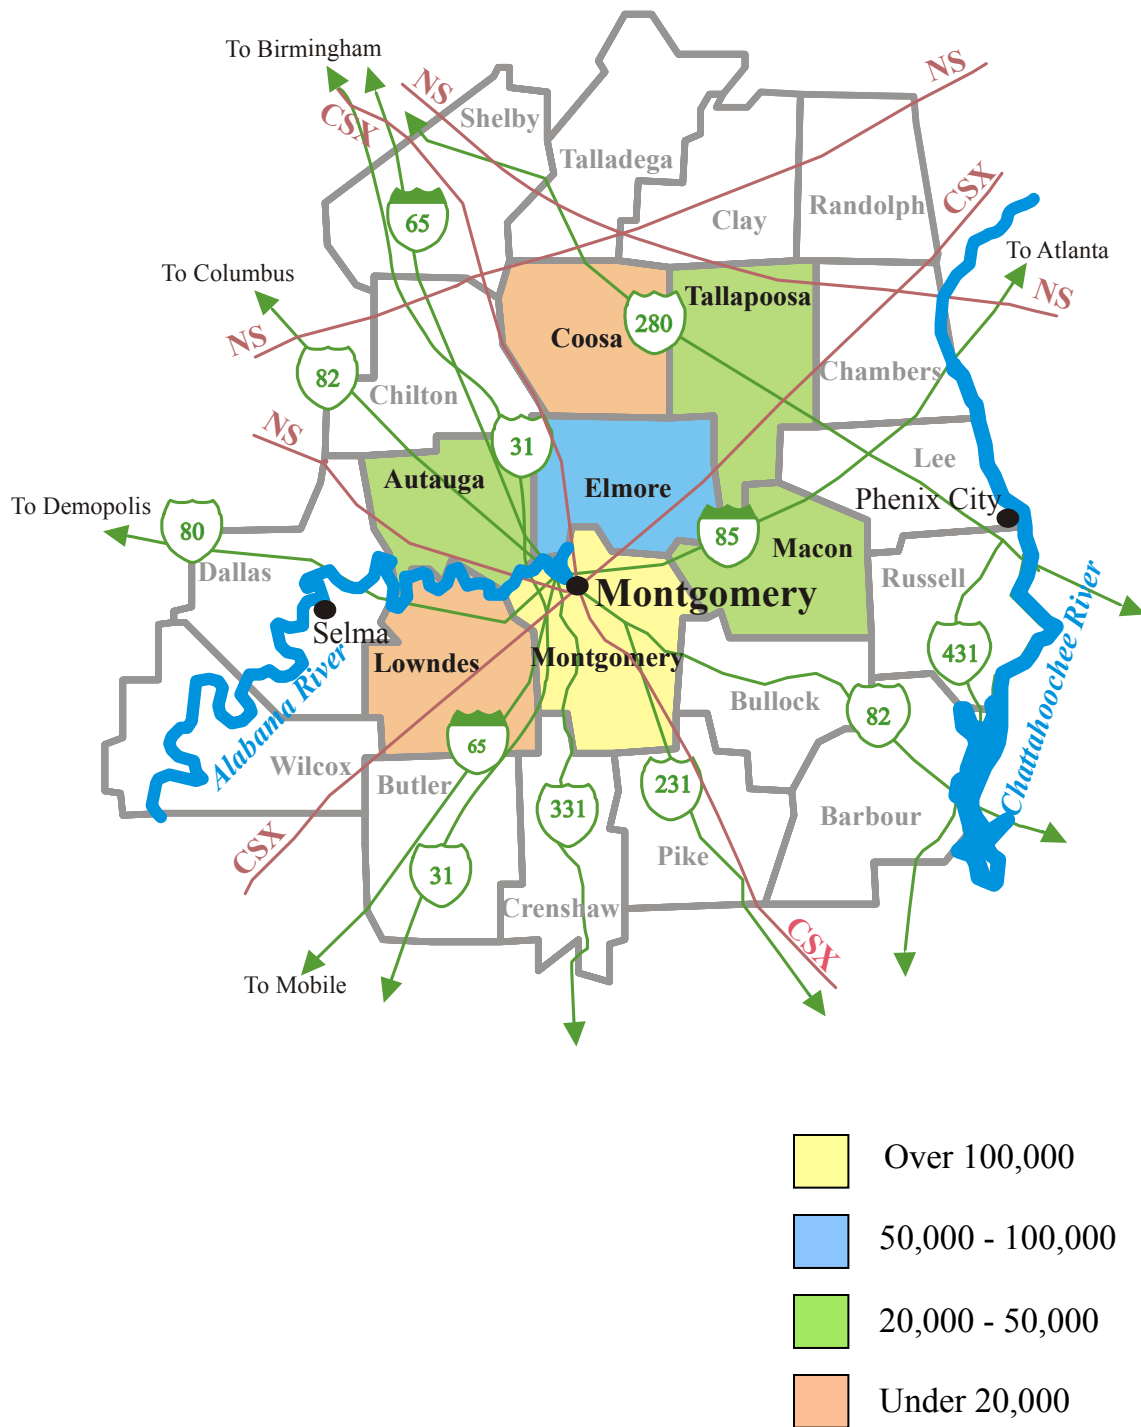 To Birmingham
NS
NS
CSX
Shelby
Talladega
CSX
Clay
Randolph
65
To Columbus
To Atlanta
NS
Tallapoosa
NS
280
Coosa
82
Chambers
Chilton
NS
31
Lee
Autauga
Elmore
Phenix City
To Demopolis
80
85
Macon
Dallas
Russell
Montgomery
Selma
431
Lowndes
Montgomery
Bullock
Alabama River
Chattahoochee River
82
65
Wilcox
Butler
231
331
Barbour
CSX
Pike
31
Crenshaw
CSX
To Mobile
Over 100,000
50,000 - 100,000
20,000 - 50,000
Under 20,000